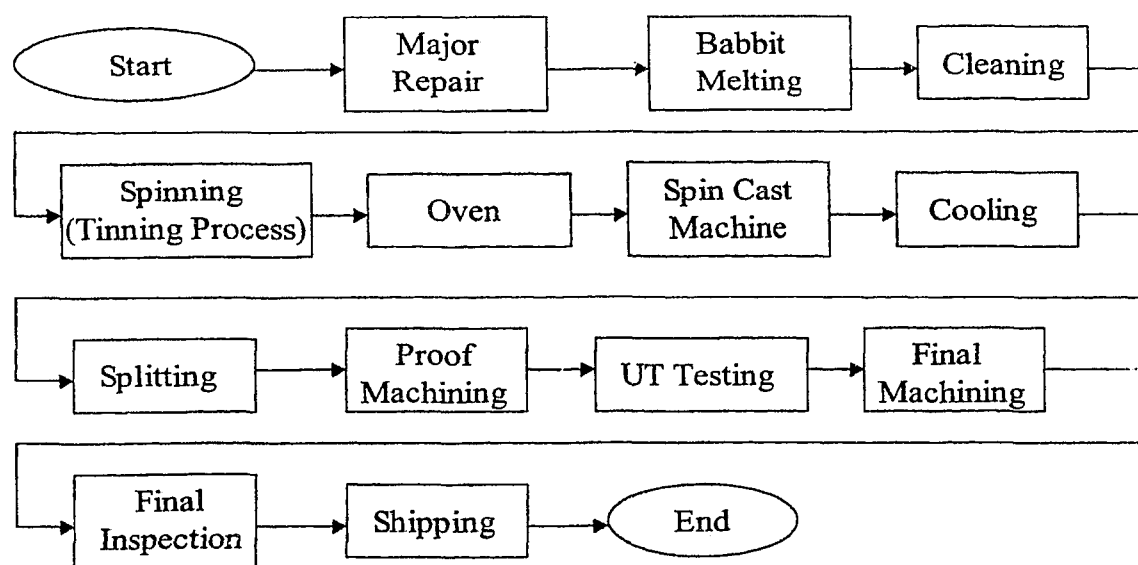 Start
Major
Repair
Babbit
Melting
Cleaning
Spinning
(Tinning Process)
Oven
Spin Cast
Machine
Cooling
Splitting
Proof
Machining
UT Testing
Final
Machining
Final
Inspection
Shipping
End